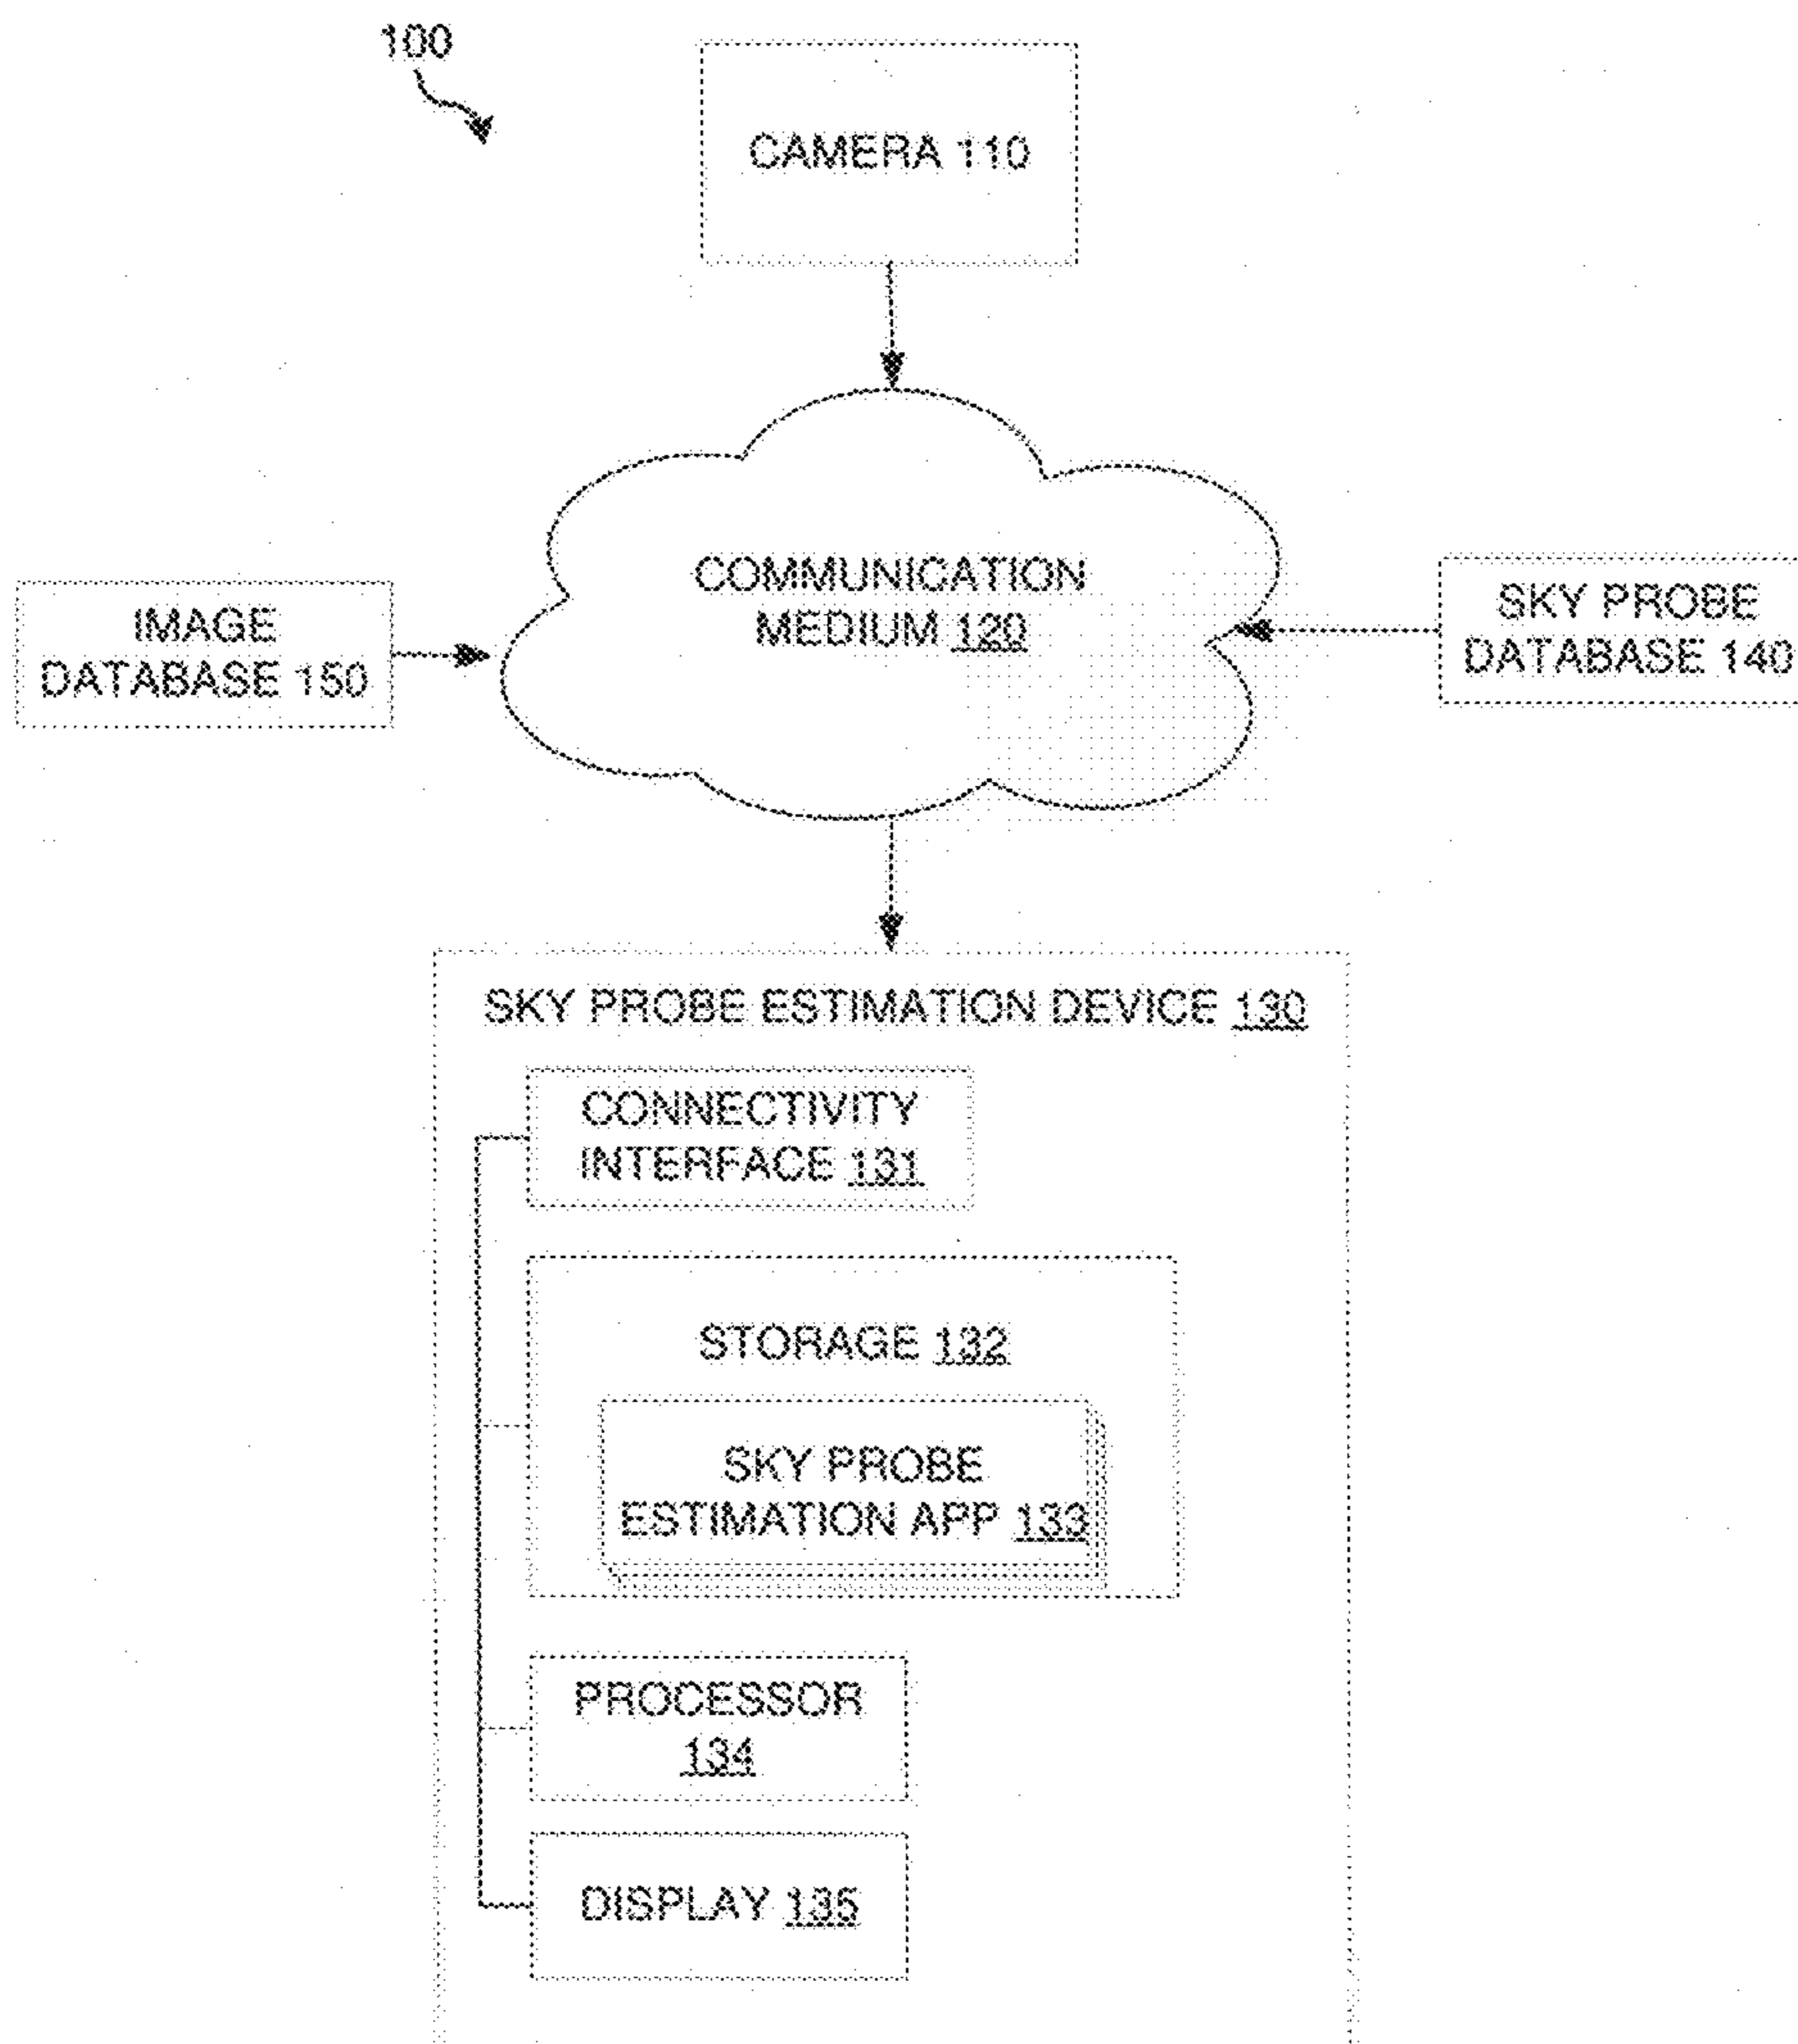 100
CAMERA 110
COMMUNICATION
MEDIUM 120
IMAGE
DATABASE 150
SKY PROBE
DATABASE 140
SKY PROBE ESTIMATION DEVICE 130
CONNECTIVITY
INTERFACE 131
STORAGE 132
SKY PROBE
ESTIMATION APP 133
PROCESSOR
134
DISPLAY 135